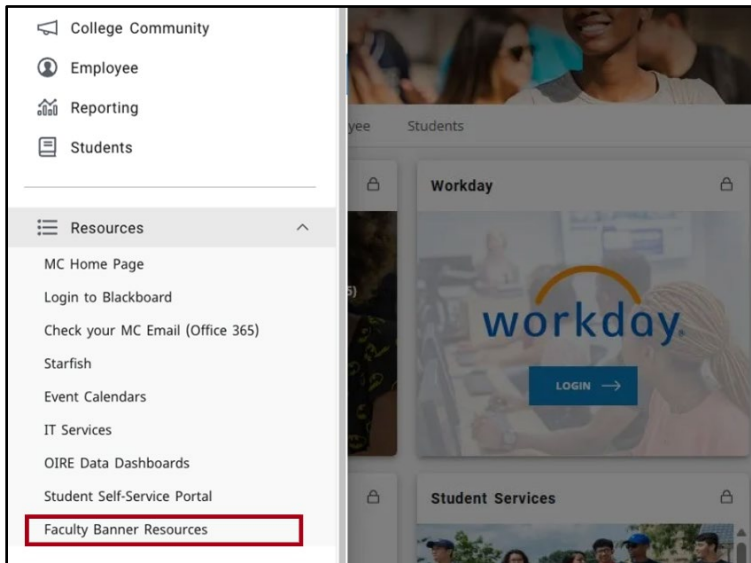 College Community
Employee
Reporting
Students
Resources
MC Home Page
Login to Blackboard
Check your MC Email (Office 365)
Starfish
Event Calendars
IT Services
OIRE Data Dashboards
Student Self-Service Portal
Faculty Banner Resources
yee Students
Workday
5)
workday.
LOGIN →
Student Services